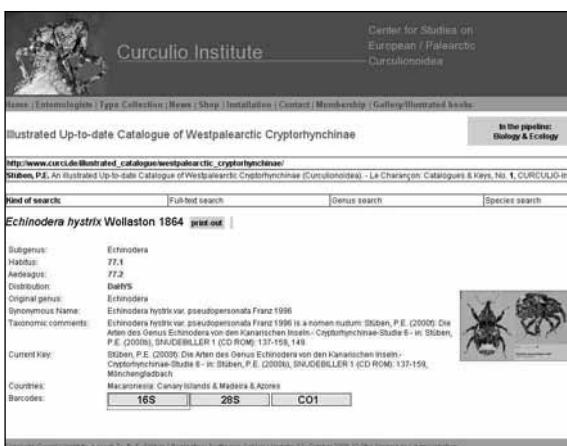 Curculio Institute
Center for Studies on
European / Palearctic
Curculionoidea
Home | Entomologists | Type Collection | News | Shop | Installation | Contact | Membership | Gallery/Illustrated books
Illustrated Up-to-date Catalogue of Westpalearctic Cryptorhynchinae
In the pipeline:
Biology & Ecology
http://www.curci.de/illustrated_catalogue/westpalearctic_cryptorhynchinae/
Stüben, P.E. An illustrated Up-to-date Catalogue of Westpalearctic Cryptorhynchinae (Curculionoidea). - Le Charançon: Catalogues & Keys, No. 1, CURCULIO-In
Kind of search: Full-text search Genus search Species search
Echinodera hystrix Wollaston 1864 print out
Subgenus: Echinodera
Habitus: 77.1
Aedeagus: 77.2
Distribution: DaHYS
Original genus: Echinodera
Synonymous Name: Echinodera hystrix var. pseudopersonata Franz 1996
Taxonomic comments: Echinodera hystrix var. pseudopersonata Franz 1996 is a nomen nudum: Stüben, P.E. (2000f): Die
Arten des Genus Echinodera von den Kanarischen Inseln.- Cryptorhynchinae-Studie 6 - in: Stüben,
P.E. (2000b), SNUDEBILLER 1 (CD ROM): 137-159, 149.
Current Key: Stüben, P.E. (2000f): Die Arten des Genus Echinodera von den Kanarischen Inseln.-
Cryptorhynchinae-Studie 6 - in: Stüben, P.E. (2000b), SNUDEBILLER 1 (CD ROM): 137-159,
Mönchengladbach
Countries: Macaronesia: Canary Islands & Madeira & Azores
Barcodes: 16S 28S CO1